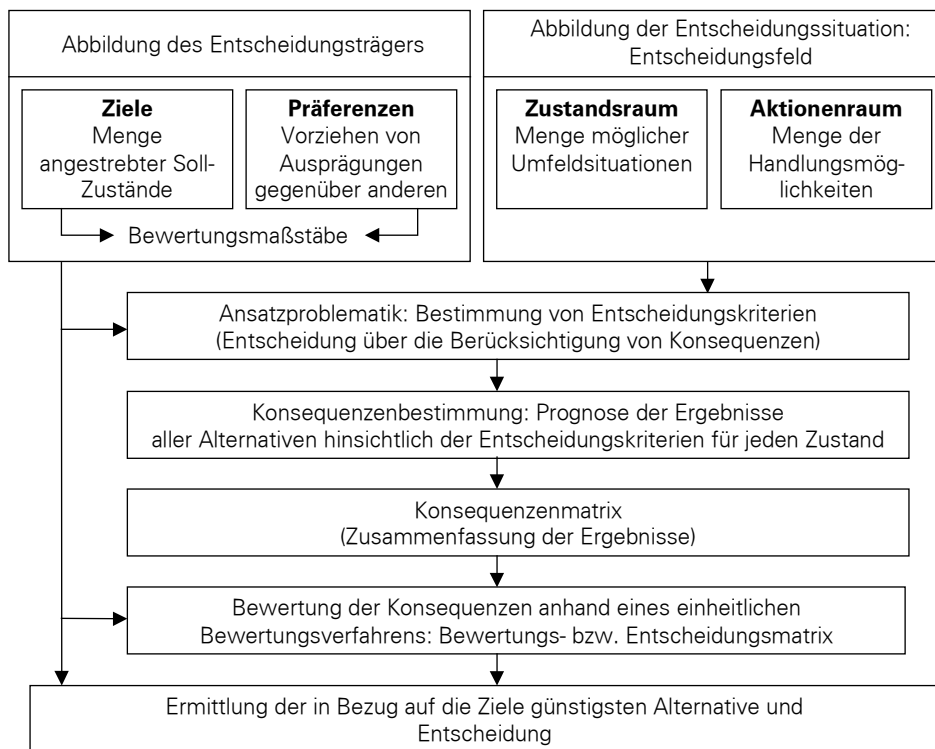 Abbildung des Entscheidungsträgers
Abbildung der Entscheidungssituation:
Entscheidungsfeld
Ziele
Menge
angestrebter Soll-
Zustände
Präferenzen
Vorziehen von
Ausprägungen
gegenüber anderen
Zustandsraum
Menge möglicher
Umfeldsituationen
Aktionenraum
Menge der
Handlungsmög-
lichkeiten
Bewertungsmaßstäbe
Ansatzproblematik: Bestimmung von Entscheidungskriterien
(Entscheidung über die Berücksichtigung von Konsequenzen)
Konsequenzenbestimmung: Prognose der Ergebnisse
aller Alternativen hinsichtlich der Entscheidungskriterien für jeden Zustand
Konsequenzenmatrix
(Zusammenfassung der Ergebnisse)
Bewertung der Konsequenzen anhand eines einheitlichen
Bewertungsverfahrens: Bewertungs- bzw. Entscheidungsmatrix
Ermittlung der in Bezug auf die Ziele günstigsten Alternative und
Entscheidung